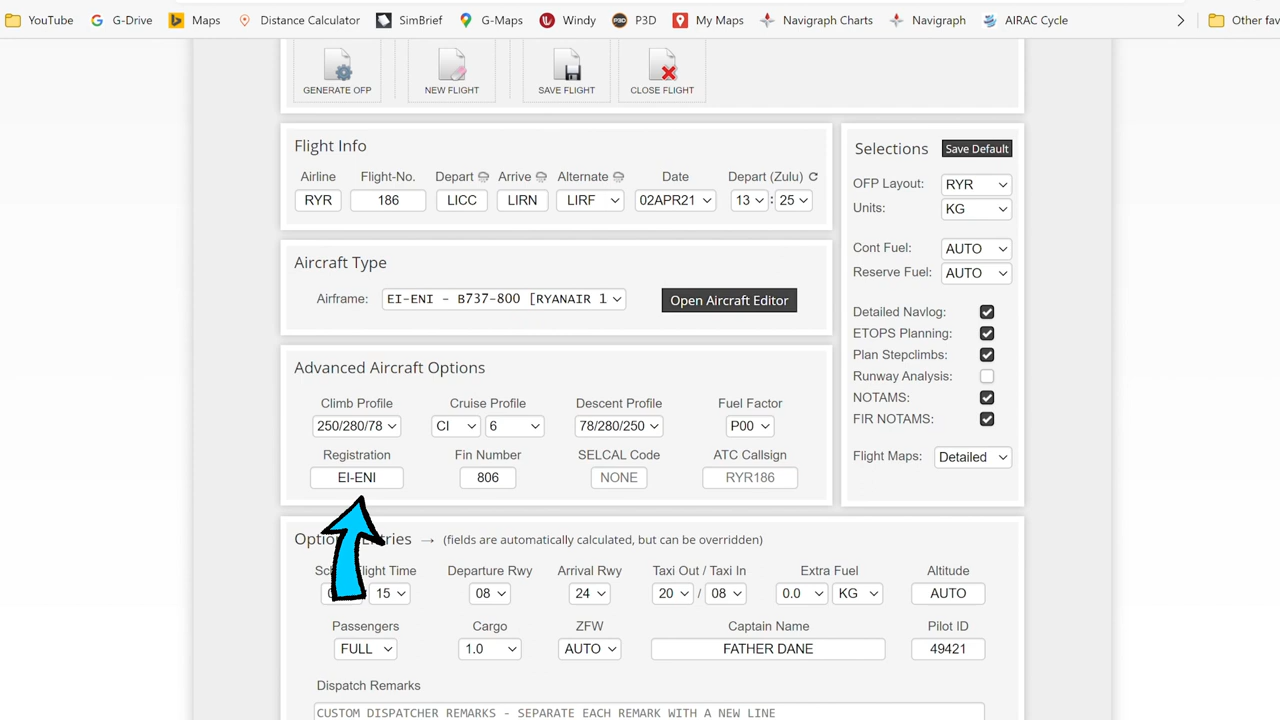 YouTube G-Drive Maps Distance Calculator SimBrief G-Maps Windy P3D My Maps Navigraph Charts Navigraph AIRAC Cycle Other fav
GENERATE OFP NEW FLIGHT SAVE FLIGHT CLOSE FLIGHT
Flight Info
Airline Flight-No. Depart Arrive Alternate Date Depart (Zulu)
RYR 186 LICC LIRN LIRF 02APR21 13 : 25
Aircraft Type
Airframe: EI-ENI - B737-800 [RYANAIR 1 Open Aircraft Editor
Advanced Aircraft Options
Climb Profile Cruise Profile Descent Profile Fuel Factor
250/280/78 CI 6 78/280/250 P00
Registration Fin Number SELCAL Code ATC Callsign
EI-ENI 806 NONE RYR186
Selections Save Default
OFP Layout: RYR
Units: KG
Cont Fuel: AUTO
Reserve Fuel: AUTO
Detailed Navlog:
ETOPS Planning:
Plan Stepclimbs:
Runway Analysis:
NOTAMS:
FIR NOTAMS:
Flight Maps: Detailed
→ (fields are automatically calculated, but can be overridden)
Flight Time Departure Rwy Arrival Rwy Taxi Out / Taxi In Extra Fuel Altitude
15 08 24 20 / 08 0.0 KG AUTO
Passengers Cargo ZFW Captain Name Pilot ID
FULL 1.0 AUTO FATHER DANE 49421
Dispatch Remarks
CUSTOM DISPATCHER REMARKS - SEPARATE EACH REMARK WITH A NEW LINE